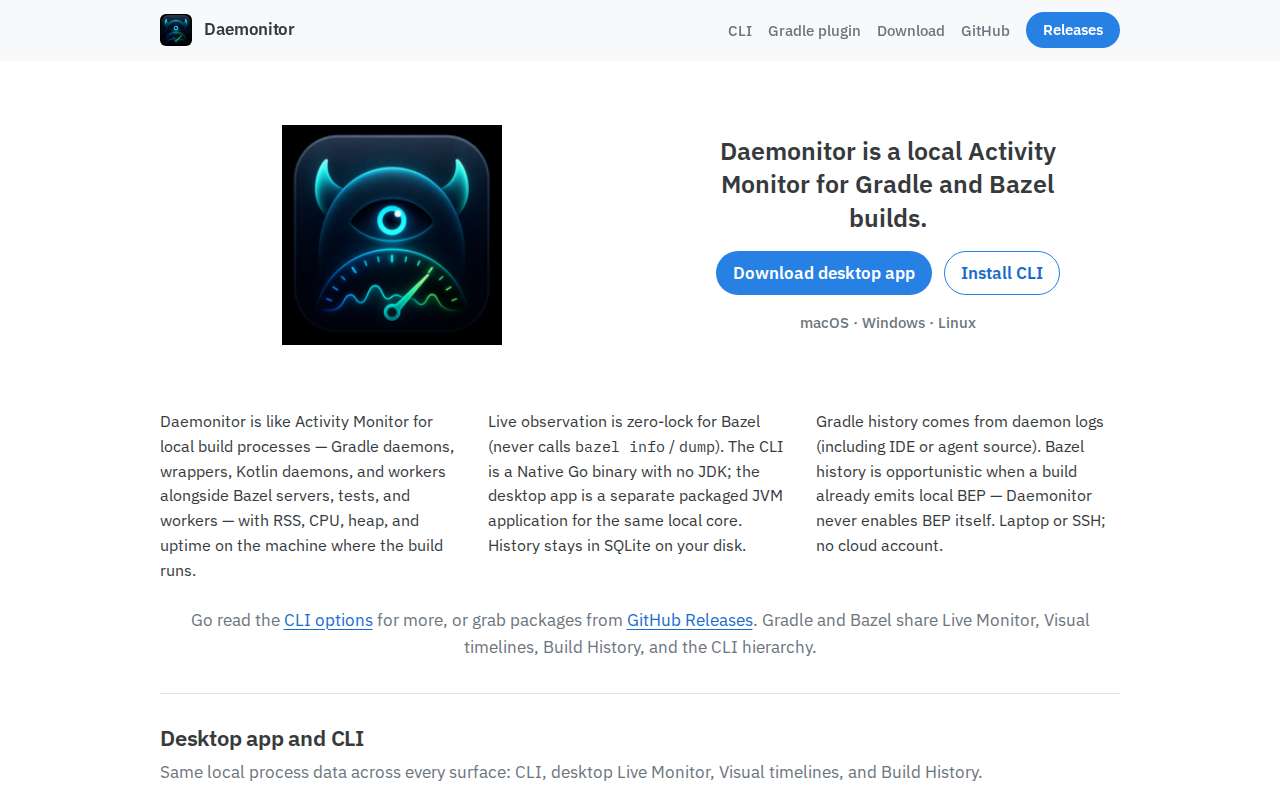 Daemonitor
CLI Gradle plugin Download GitHub Releases
Daemonitor is a local Activity
Monitor for Gradle and Bazel
builds.
Download desktop app Install CLI
macOS · Windows · Linux
Daemonitor is like Activity Monitor for
local build processes — Gradle daemons,
wrappers, Kotlin daemons, and workers
alongside Bazel servers, tests, and
workers — with RSS, CPU, heap, and
uptime on the machine where the build
runs.
Live observation is zero-lock for Bazel
(never calls bazel info / dump). The CLI
is a Native Go binary with no JDK; the
desktop app is a separate packaged JVM
application for the same local core.
History stays in SQLite on your disk.
Gradle history comes from daemon logs
(including IDE or agent source). Bazel
history is opportunistic when a build
already emits local BEP — Daemonitor
never enables BEP itself. Laptop or SSH;
no cloud account.
Go read the CLI options for more, or grab packages from GitHub Releases. Gradle and Bazel share Live Monitor, Visual
timelines, Build History, and the CLI hierarchy.
Desktop app and CLI
Same local process data across every surface: CLI, desktop Live Monitor, Visual timelines, and Build History.